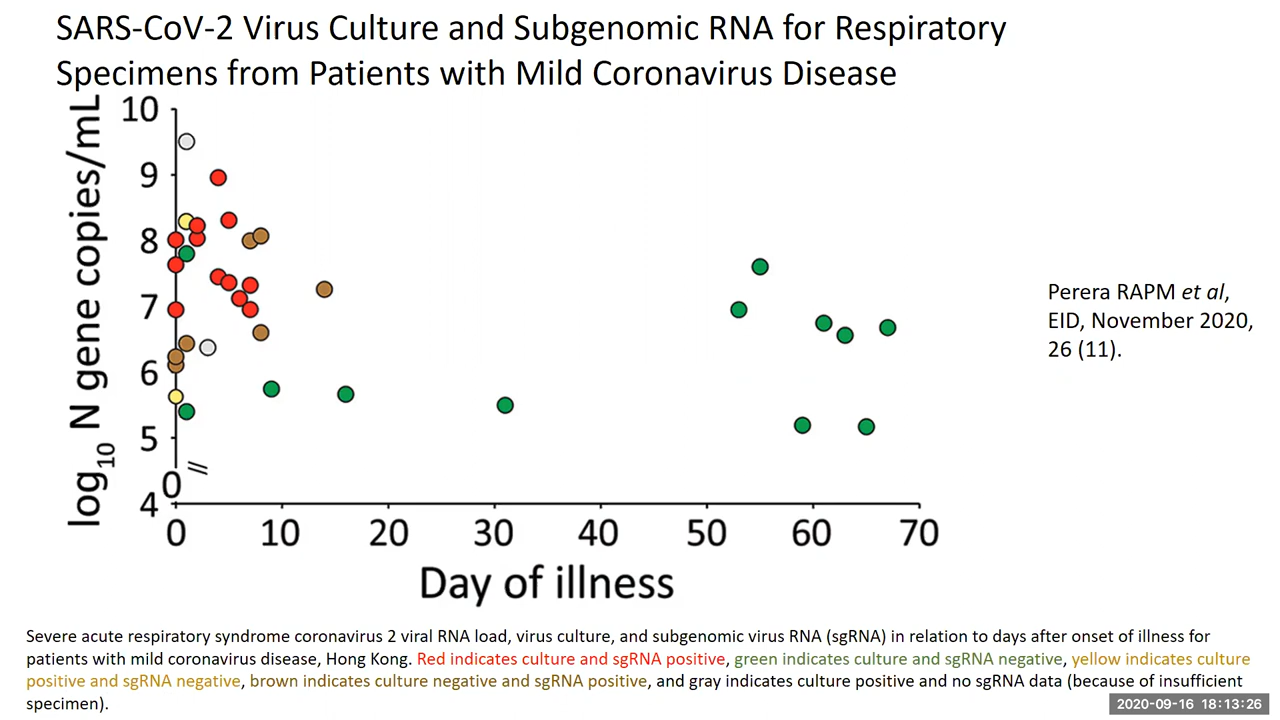 SARS-CoV-2 Virus Culture and Subgenomic RNA for Respiratory
Specimens from Patients with Mild Coronavirus Disease
log10 N gene copies/mL
10
9
8
7
6
5
0
4
0 10 20 30 40 50 60 70
Day of illness
Perera RAPM et al,
EID, November 2020,
26 (11).
Severe acute respiratory syndrome coronavirus 2 viral RNA load, virus culture, and subgenomic virus RNA (sgRNA) in relation to days after onset of illness for
patients with mild coronavirus disease, Hong Kong. Red indicates culture and sgRNA positive, green indicates culture and sgRNA negative, yellow indicates culture
positive and sgRNA negative, brown indicates culture negative and sgRNA positive, and gray indicates culture positive and no sgRNA data (because of insufficient
specimen).
2020-09-16 18:13:26